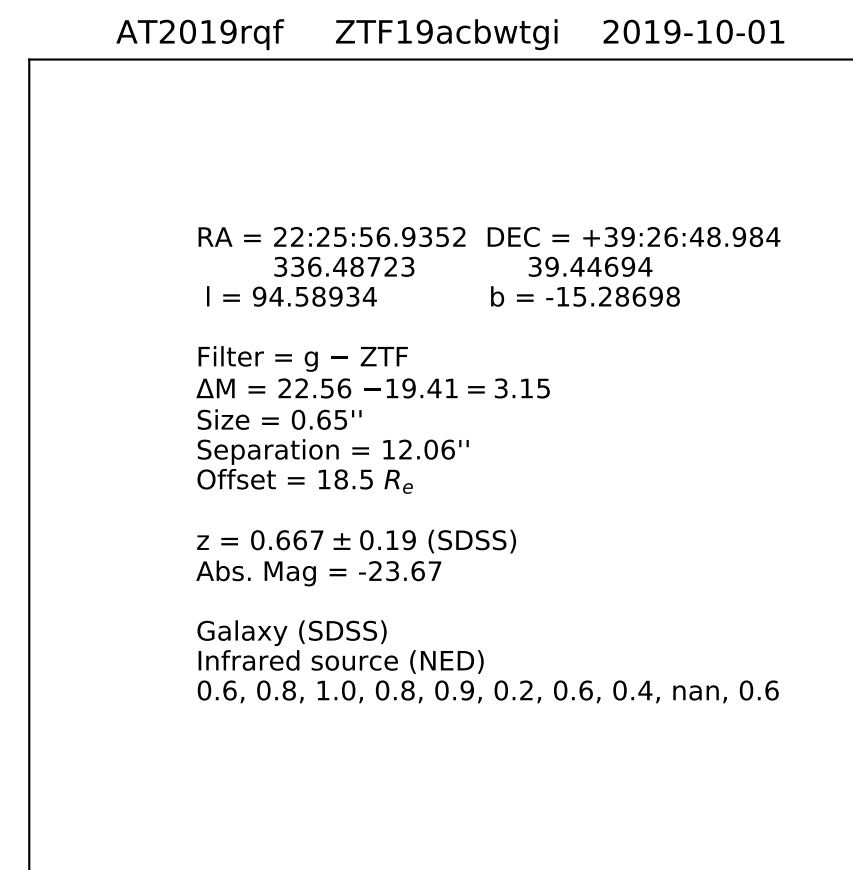 AT2019rqf ZTF19acbwtgi 2019-10-01
RA = 22:25:56.9352 DEC = +39:26:48.984
336.48723 39.44694
l = 94.58934 b = -15.28698
Filter = g − ZTF
ΔM = 22.56 −19.41 = 3.15
Size = 0.65''
Separation = 12.06''
Offset = 18.5 Re
z = 0.667 ± 0.19 (SDSS)
Abs. Mag = -23.67
Galaxy (SDSS)
Infrared source (NED)
0.6, 0.8, 1.0, 0.8, 0.9, 0.2, 0.6, 0.4, nan, 0.6